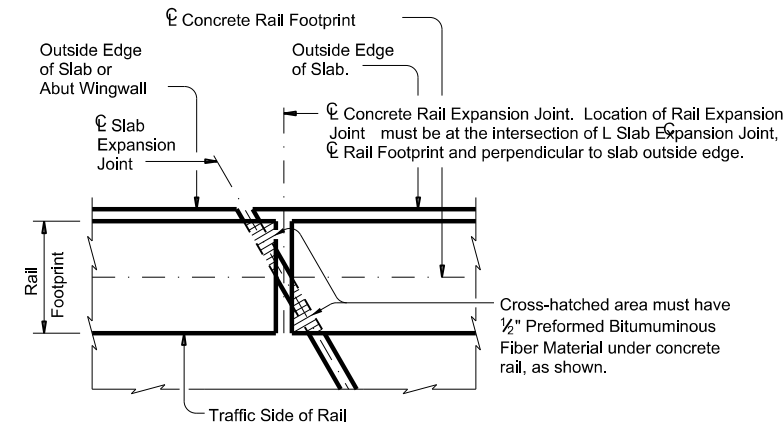 ℄ Concrete Rail Footprint
Outside Edge
of Slab or
Abut Wingwall
Outside Edge
of Slab.
℄ Slab
Expansion
Joint
℄ Concrete Rail Expansion Joint. Location of Rail Expansion
Joint must be at the intersection of L Slab Expansion Joint, ℄
℄ Rail Footprint and perpendicular to slab outside edge.
Rail
Footprint
Cross-hatched area must have
½" Preformed Bitumuminous
Fiber Material under concrete
rail, as shown.
Traffic Side of Rail